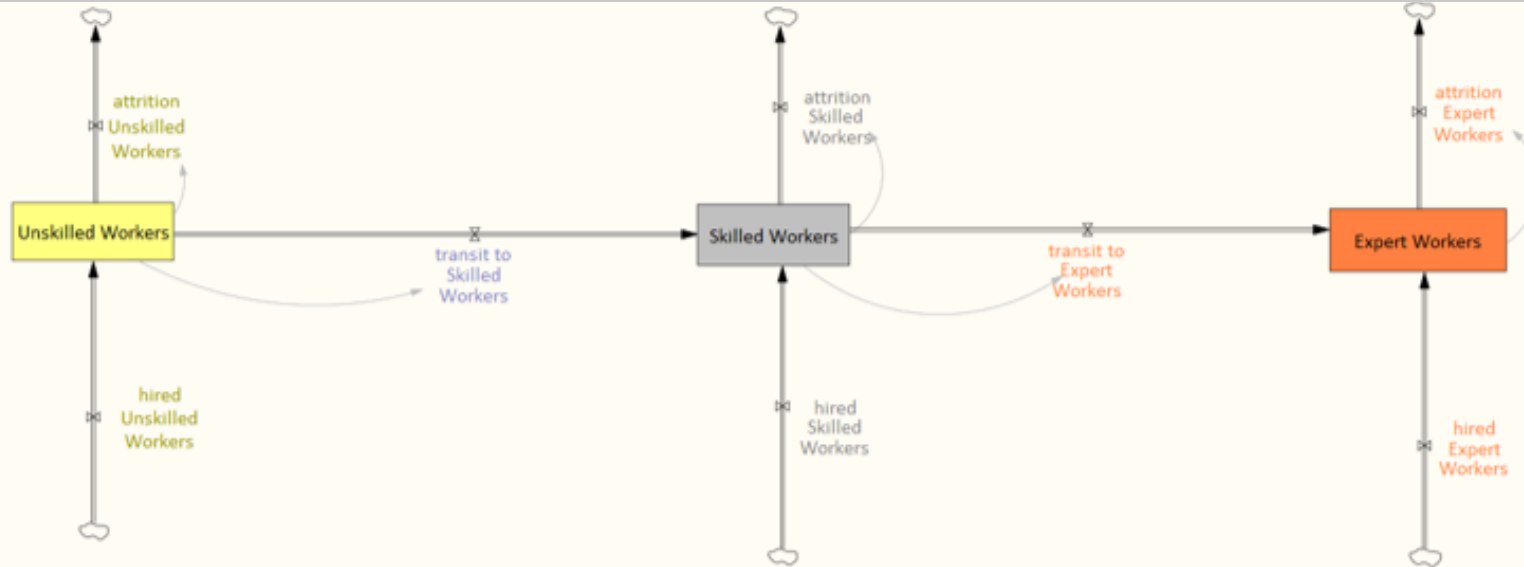 attrition
Unskilled
Workers
attrition
Skilled
Workers
attrition
Expert
Workers
Unskilled Workers
Skilled Workers
Expert Workers
transit to
Skilled
Workers
transit to
Expert
Workers
hired
Unskilled
Workers
hired
Skilled
Workers
hired
Expert
Workers